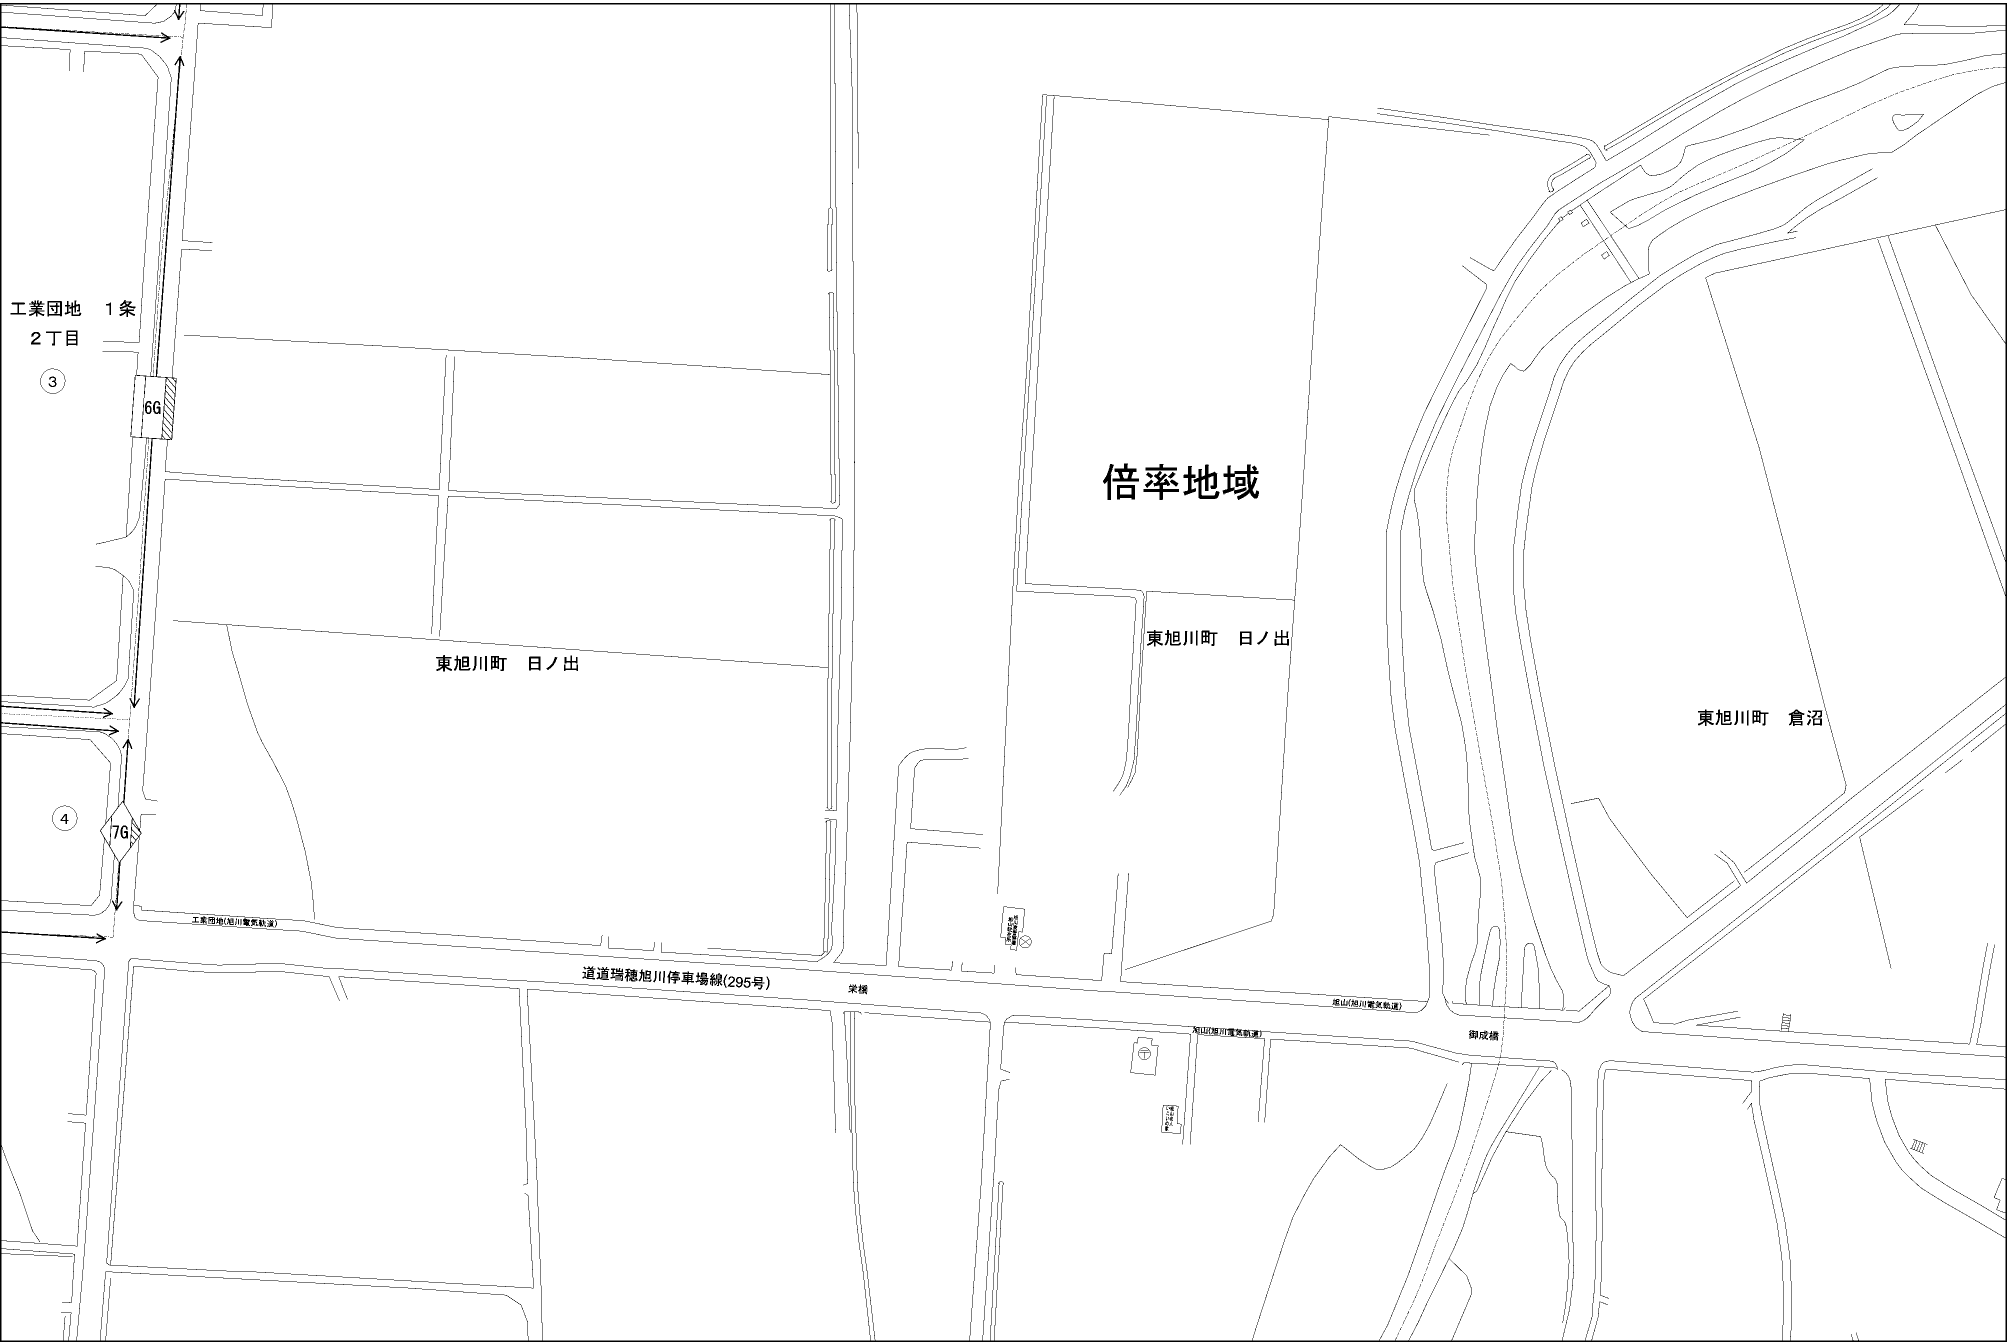 工業団地　１条
２丁目
③
6G
倍率地域
東旭川町　日ノ出
東旭川町　日ノ出
東旭川町　倉沼
④
7G
工業団地(旭川電気軌道)
道道瑞穂旭川停車場線(295号)
栄橋
旭山(旭川電気軌道)
旭山(旭川電気軌道)
御成橋